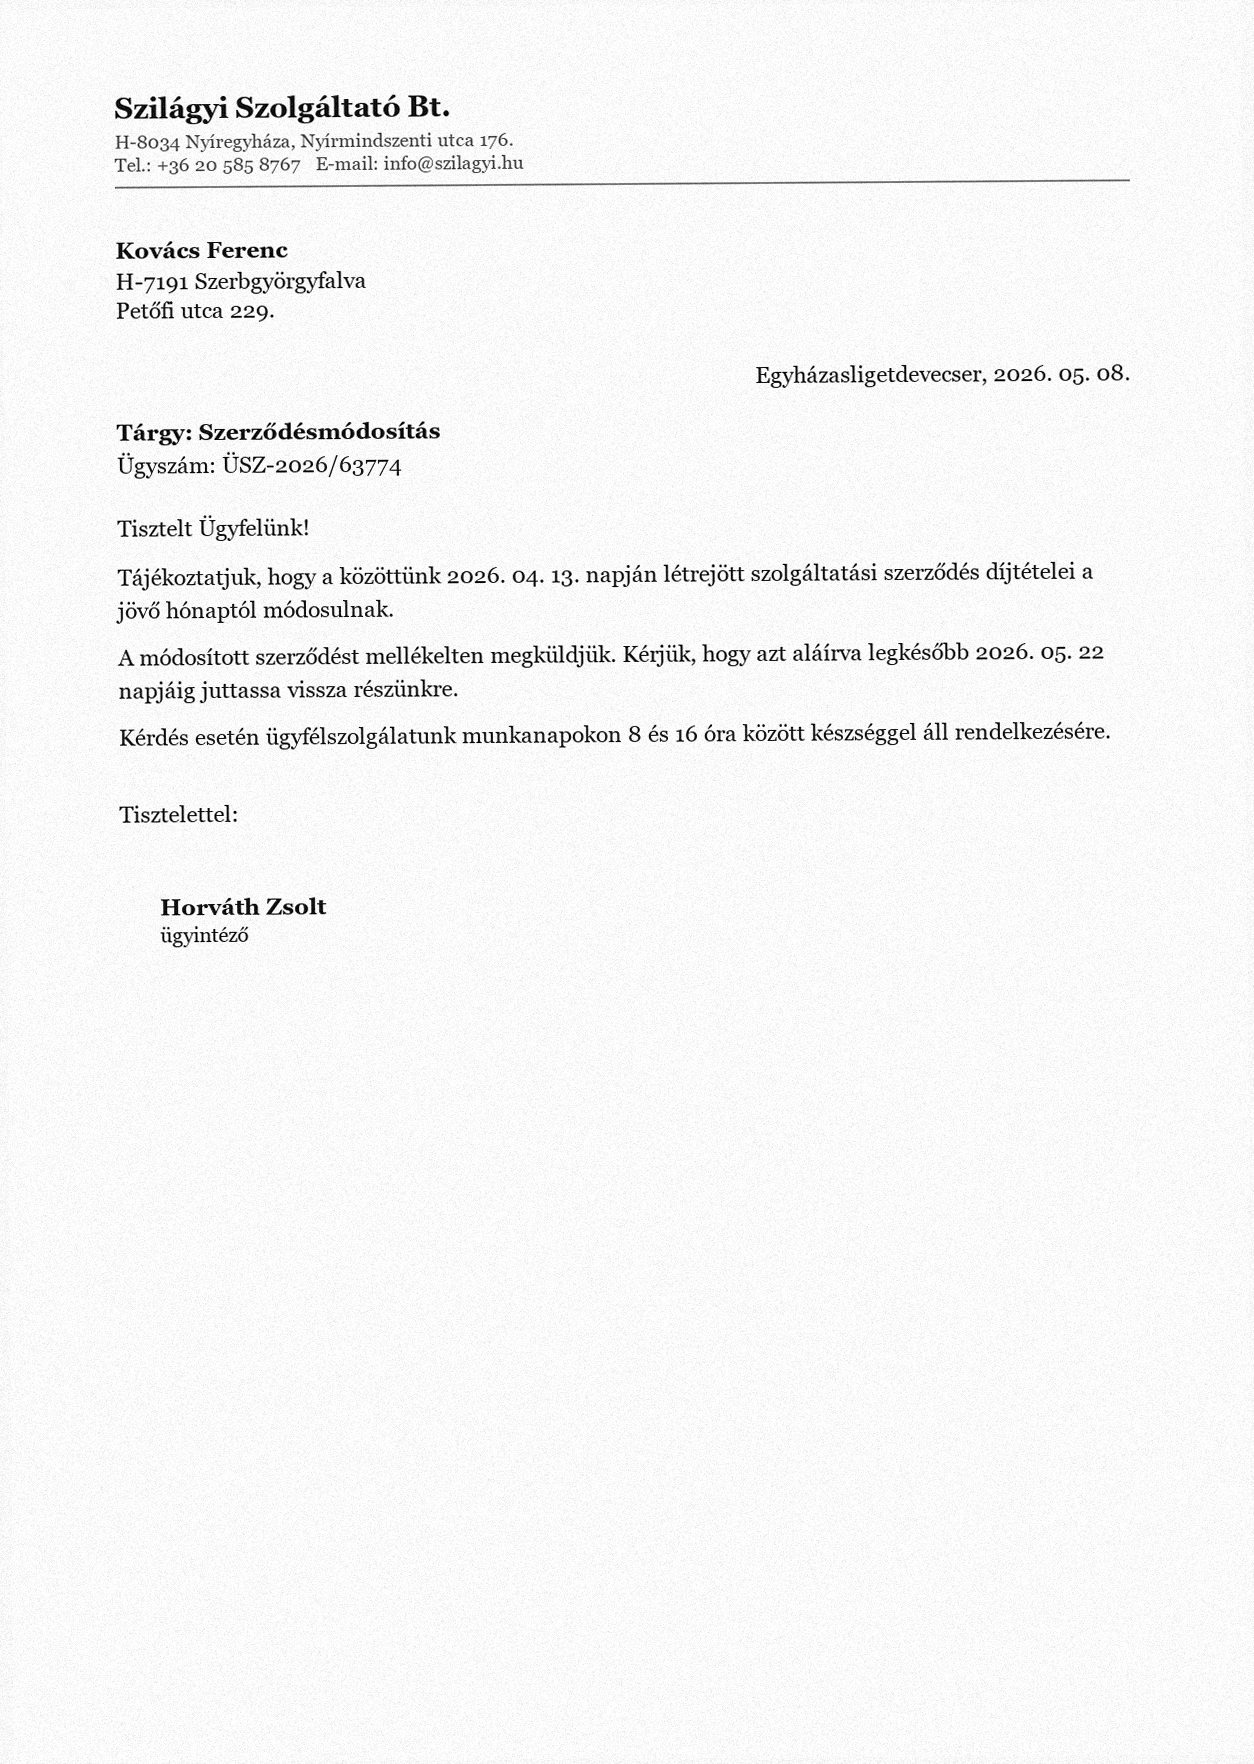 Szilágyi Szolgáltató Bt.
H-8034 Nyíregyháza, Nyírmindszenti utca 176.
Tel.: +36 20 585 8767 E-mail: info@szilagyi.hu
Kovács Ferenc
H-7191 Szerbgyörgyfalva
Petőfi utca 229.
Egyházasligetdevecser, 2026. 05. 08.
Tárgy: Szerződésmódosítás
Ügyszám: ÜSZ-2026/63774
Tisztelt Ügyfelünk!
Tájékoztatjuk, hogy a közöttünk 2026. 04. 13. napján létrejött szolgáltatási szerződés díjtételei a
jövő hónaptól módosulnak.
A módosított szerződést mellékelten megküldjük. Kérjük, hogy azt aláírva legkésőbb 2026. 05. 22
napjáig juttassa vissza részünkre.
Kérdés esetén ügyfélszolgálatunk munkanapokon 8 és 16 óra között készséggel áll rendelkezésére.
Tisztelettel:
Horváth Zsolt
ügyintéző